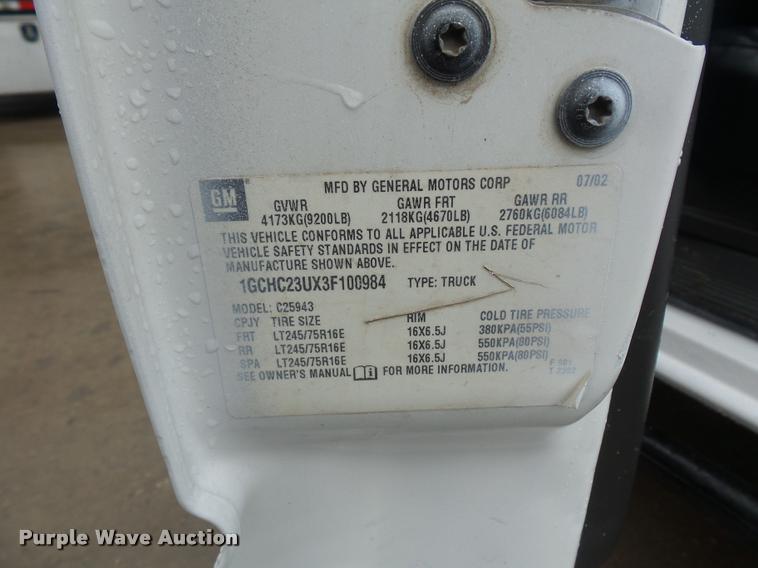 GM
MFD BY GENERAL MOTORS CORP 07/02
GVWR GAWR FRT GAWR RR
4173KG(9200LB) 2118KG(4670LB) 2760KG(6084LB)
THIS VEHICLE CONFORMS TO ALL APPLICABLE U.S. FEDERAL MOTOR
VEHICLE SAFETY STANDARDS IN EFFECT ON THE DATE OF
MANUFACTURE SHOWN ABOVE.
1GCHC23UX3F100984 TYPE: TRUCK
MODEL: C25943
CPJY TIRE SIZE RIM COLD TIRE PRESSURE
FRT LT245/75R16E 16X6.5J 380KPA(55PSI)
RR LT245/75R16E 16X6.5J 550KPA(80PSI)
SPA LT245/75R16E 16X6.5J 550KPA(80PSI)
SEE OWNER'S MANUAL FOR MORE INFORMATION.
Purple Wave Auction